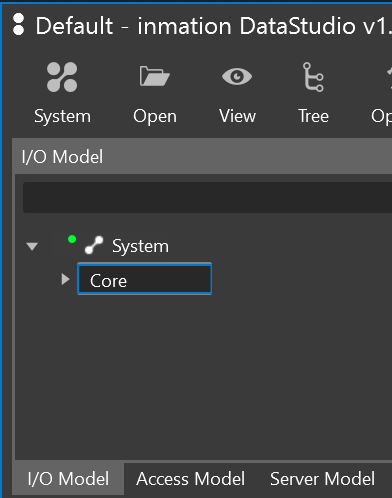 Default - inmation DataStudio v1.
System Open View Tree Op
I/O Model
System
Core
I/O Model Access Model Server Model